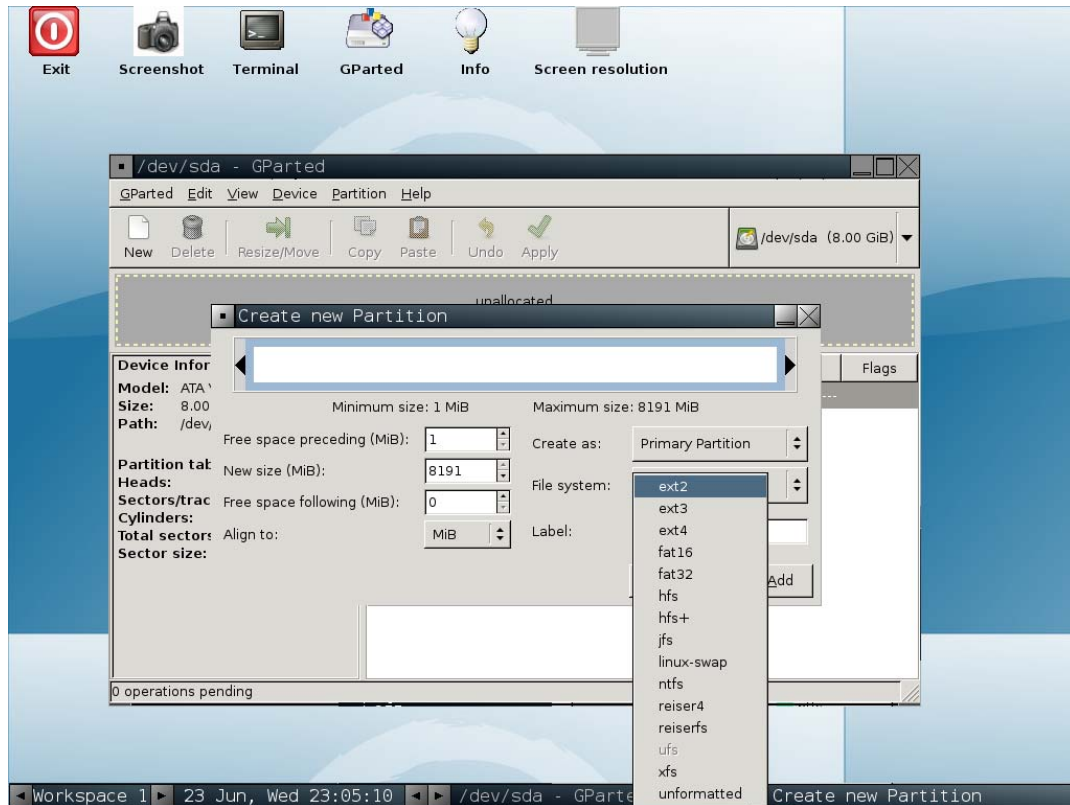 Exit
Screenshot
Terminal
GParted
Info
Screen resolution
/dev/sda - GParted
GParted Edit View Device Partition Help
New Delete Resize/Move Copy Paste Undo Apply
/dev/sda (8.00 GiB)
unallocated
Create new Partition
Device Infor
Flags
Model: ATA
Size: 8.00
Path: /dev/
---
Minimum size: 1 MiB
Maximum size: 8191 MiB
Free space preceding (MiB): 1
Create as: Primary Partition
Partition tab
Heads:
Sectors/trac
Cylinders:
Total sectors
Sector size:
New size (MiB): 8191
File system:
Free space following (MiB): 0
Align to: MiB
Label:
ext2
ext3
ext4
fat16
fat32
hfs
hfs+
jfs
linux-swap
ntfs
reiser4
reiserfs
ufs
xfs
unformatted
Add
0 operations pending
Workspace 1
23 Jun, Wed 23:05:10
/dev/sda - GParte
Create new Partition